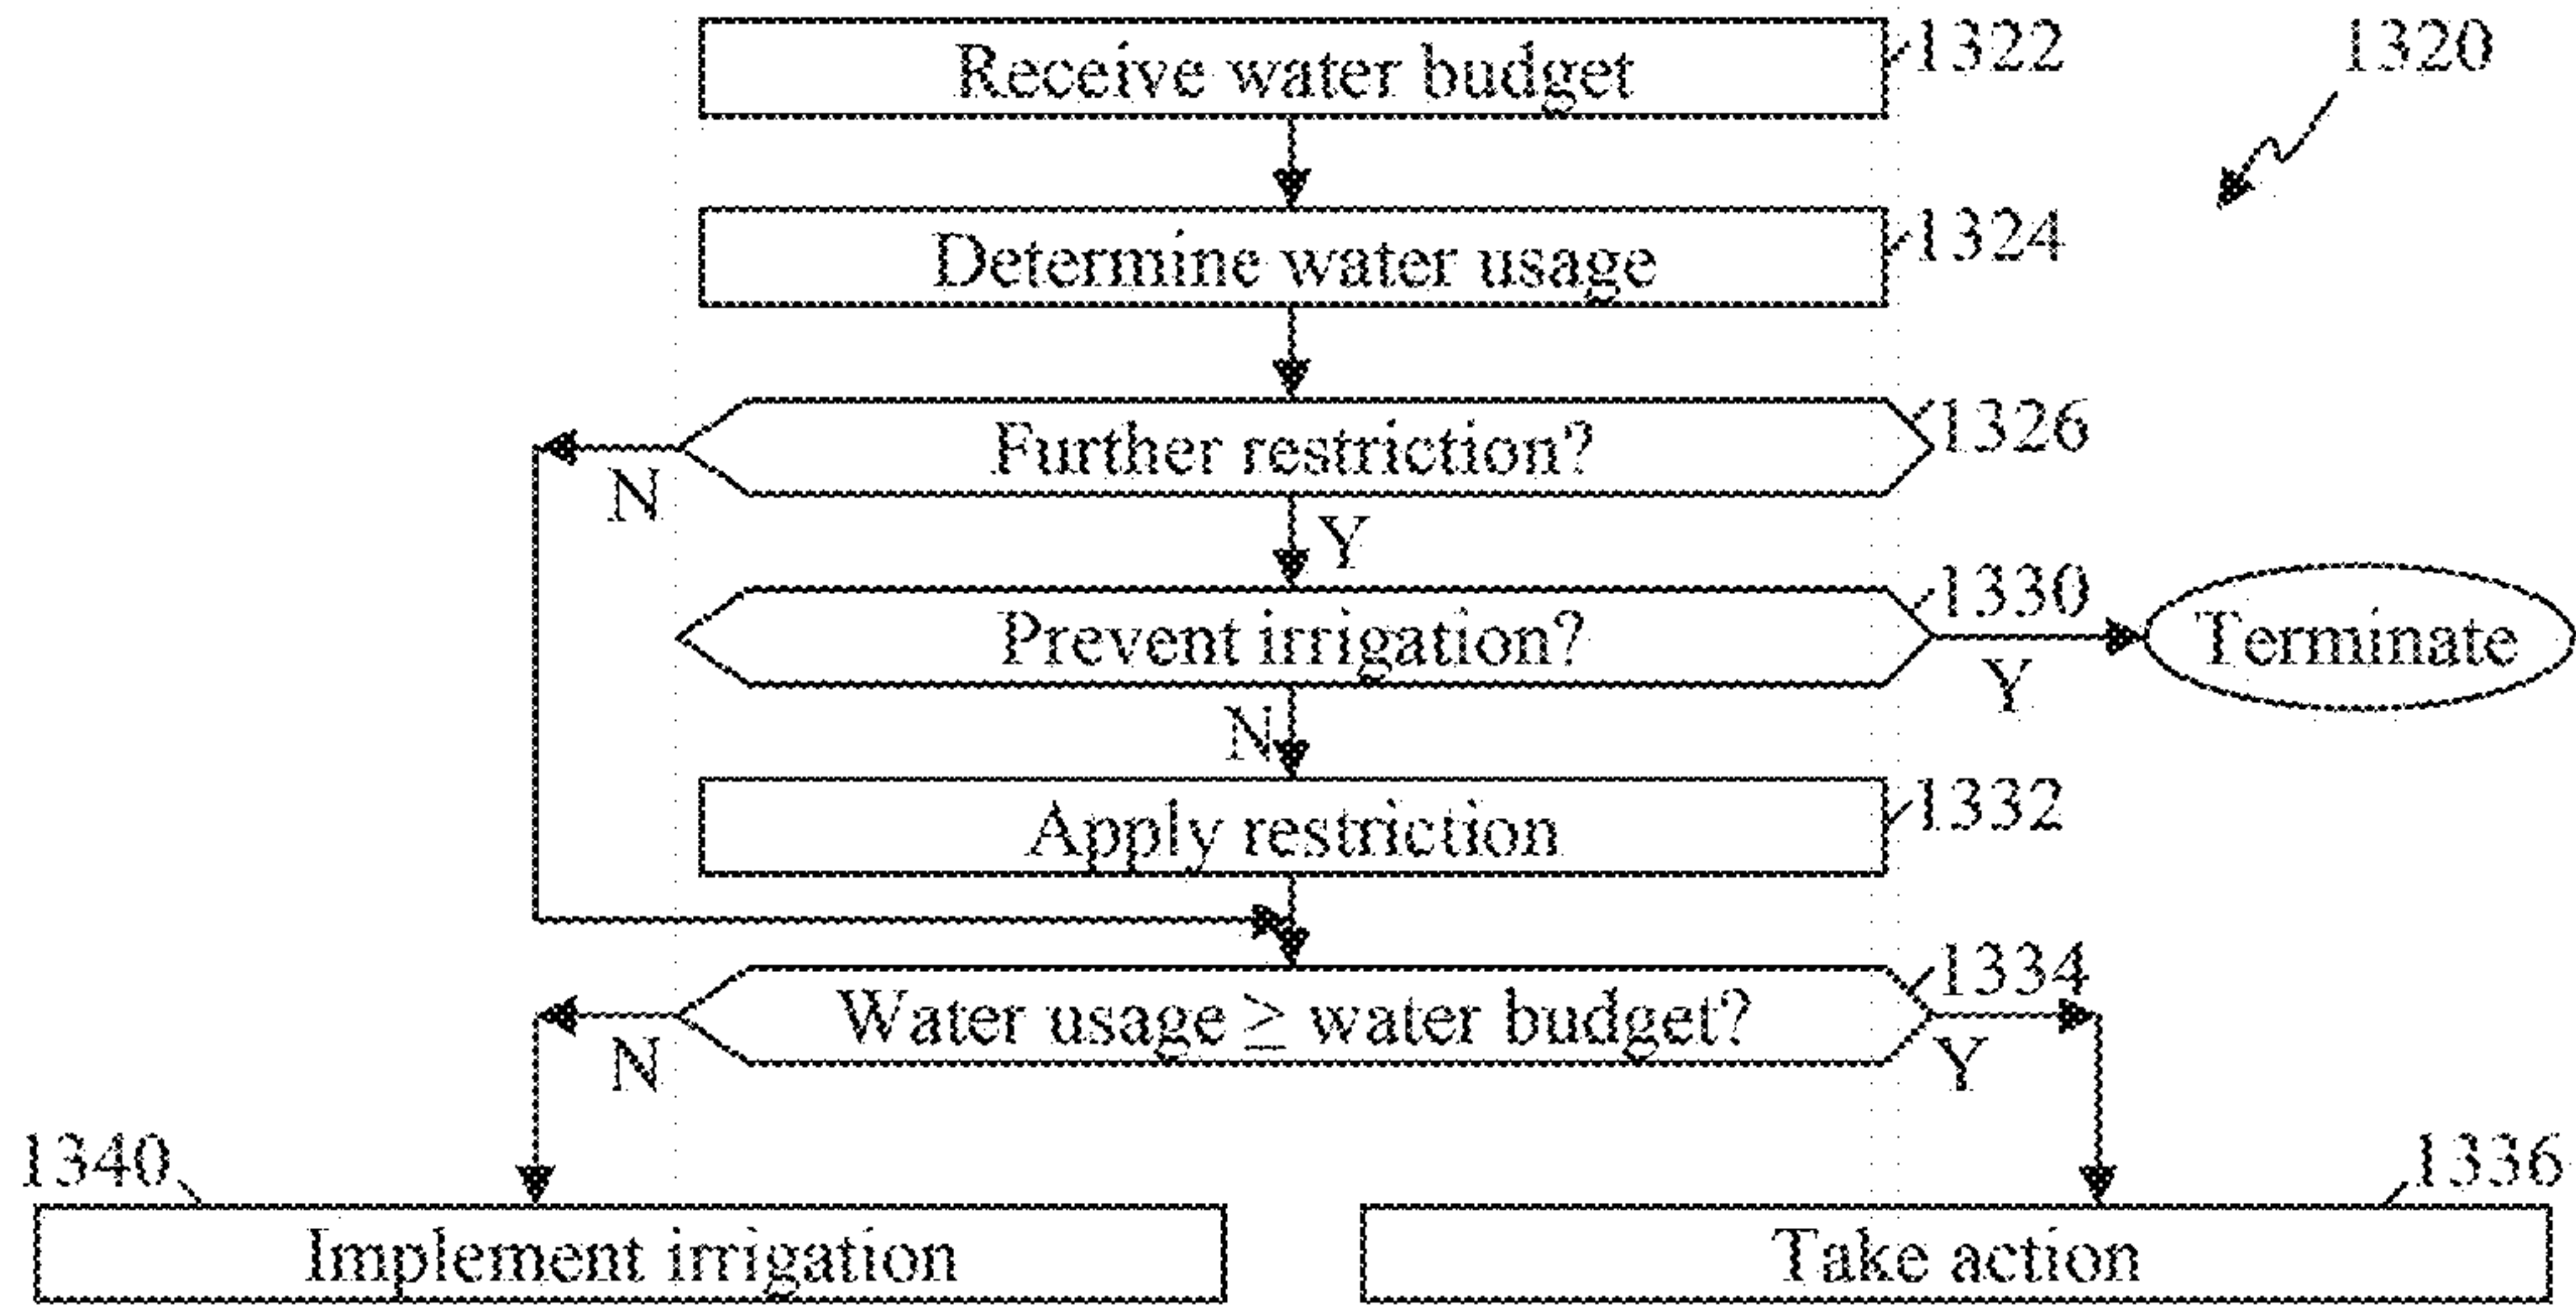 Receive water budget
1322
1320
Determine water usage
1324
Further restriction?
1326
N
Y
Prevent irrigation?
1330
Terminate
Y
N
Apply restriction
1332
Water usage ≥ water budget?
1334
N
Y
1340
1336
Implement irrigation
Take action